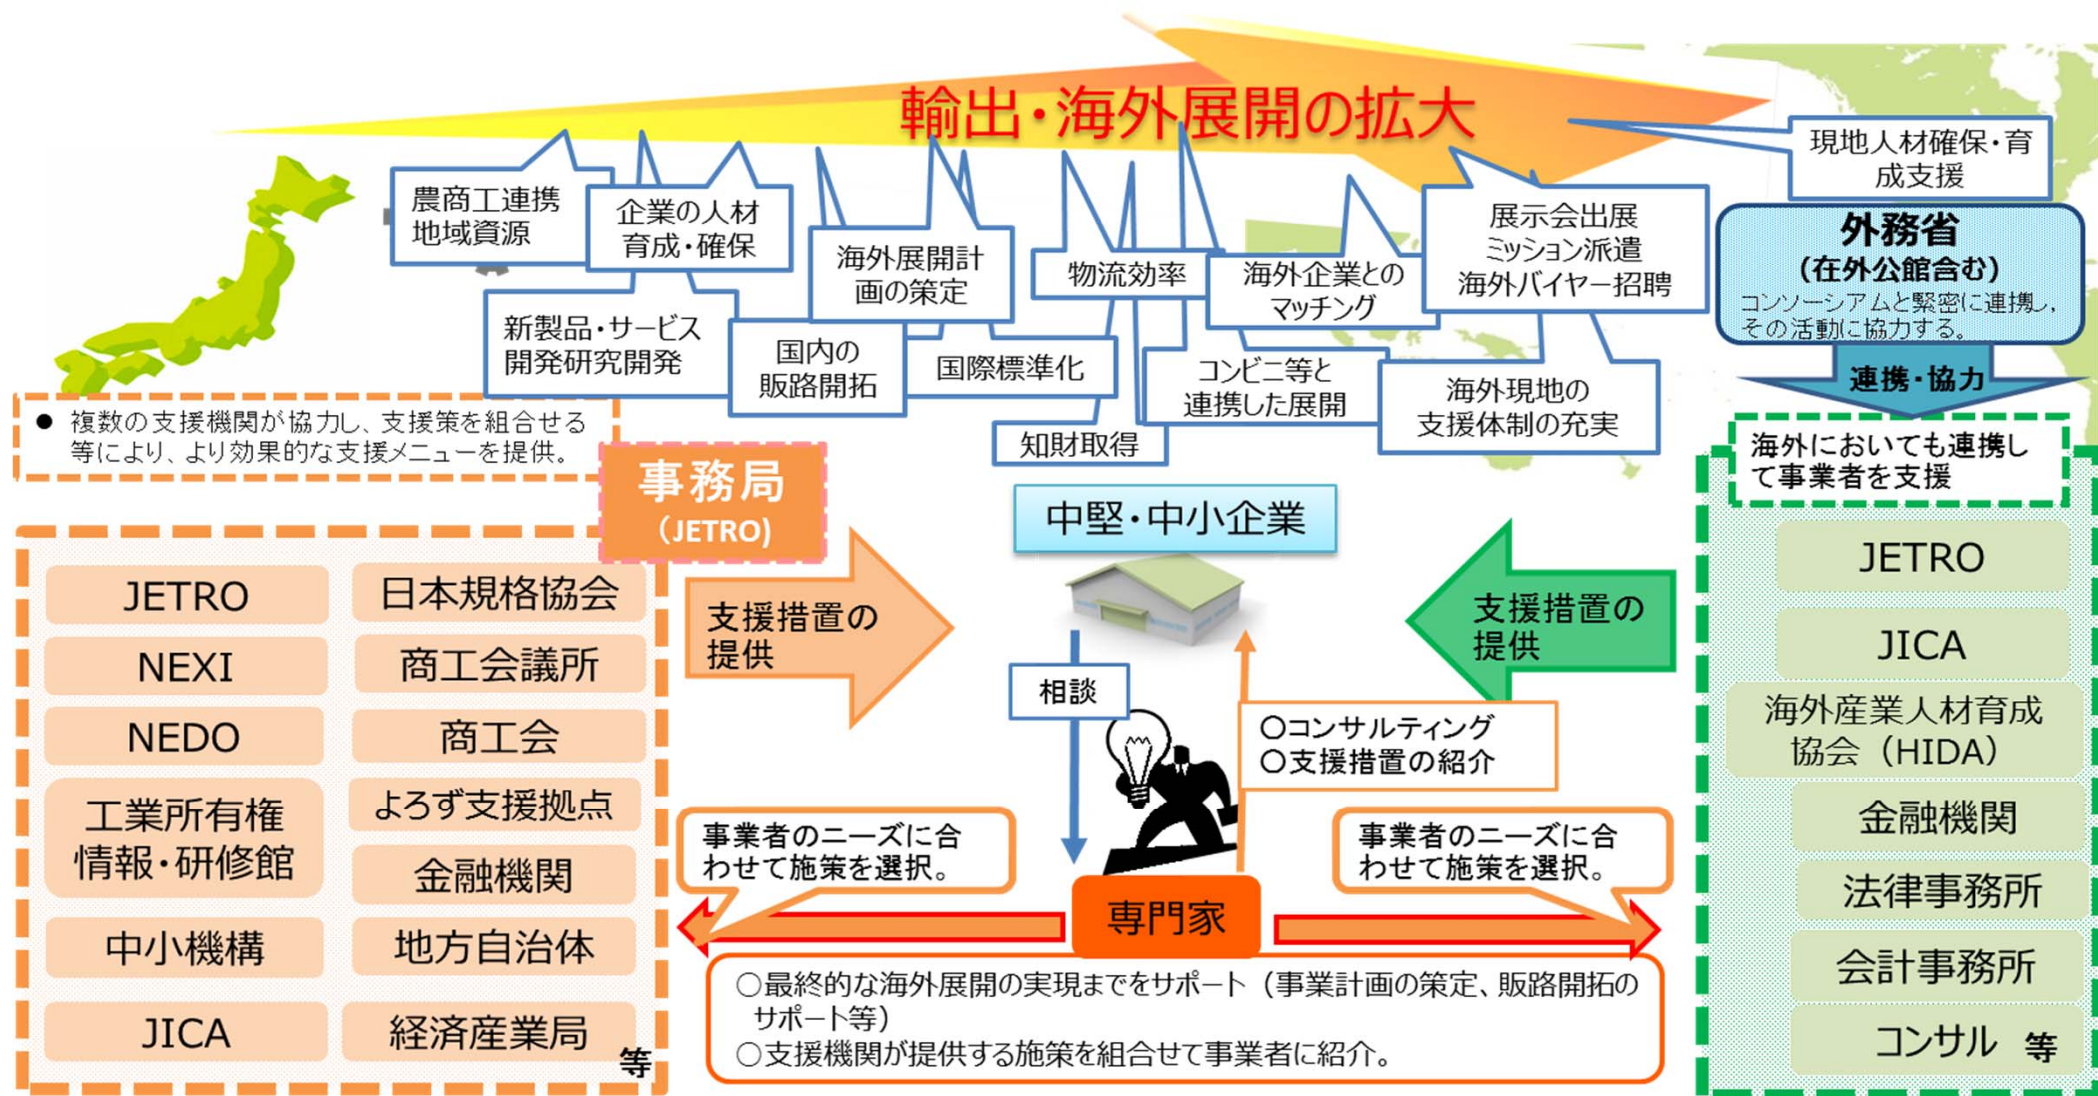 輸出・海外展開の拡大
農商工連携
地域資源
企業の人材
育成・確保
海外展開計
画の策定
物流効率
海外企業との
マッチング
展示会出展
ミッション派遣
海外バイヤー招聘
現地人材確保・育
成支援
新製品・サービス
開発研究開発
国内の
販路開拓
国際標準化
知財取得
コンビニ等と
連携した展開
海外現地の
支援体制の充実
外務省
（在外公館含む）
コンソーシアムと緊密に連携し、
その活動に協力する。
連携・協力
● 複数の支援機関が協力し、支援策を組合せる
等により、より効果的な支援メニューを提供。
事務局
（JETRO）
JETRO
NEXI
NEDO
工業所有権
情報・研修館
中小機構
JICA
日本規格協会
商工会議所
商工会
よろず支援拠点
金融機関
地方自治体
経済産業局
等
支援措置の
提供
中堅・中小企業
相談
○コンサルティング
○支援措置の紹介
支援措置の
提供
事業者のニーズに合
わせて施策を選択。
専門家
事業者のニーズに合
わせて施策を選択。
○最終的な海外展開の実現までをサポート（事業計画の策定、販路開拓の
サポート等）
○支援機関が提供する施策を組合せて事業者に紹介。
海外においても連携し
て事業者を支援
JETRO
JICA
海外産業人材育成
協会（HIDA）
金融機関
法律事務所
会計事務所
コンサル 等